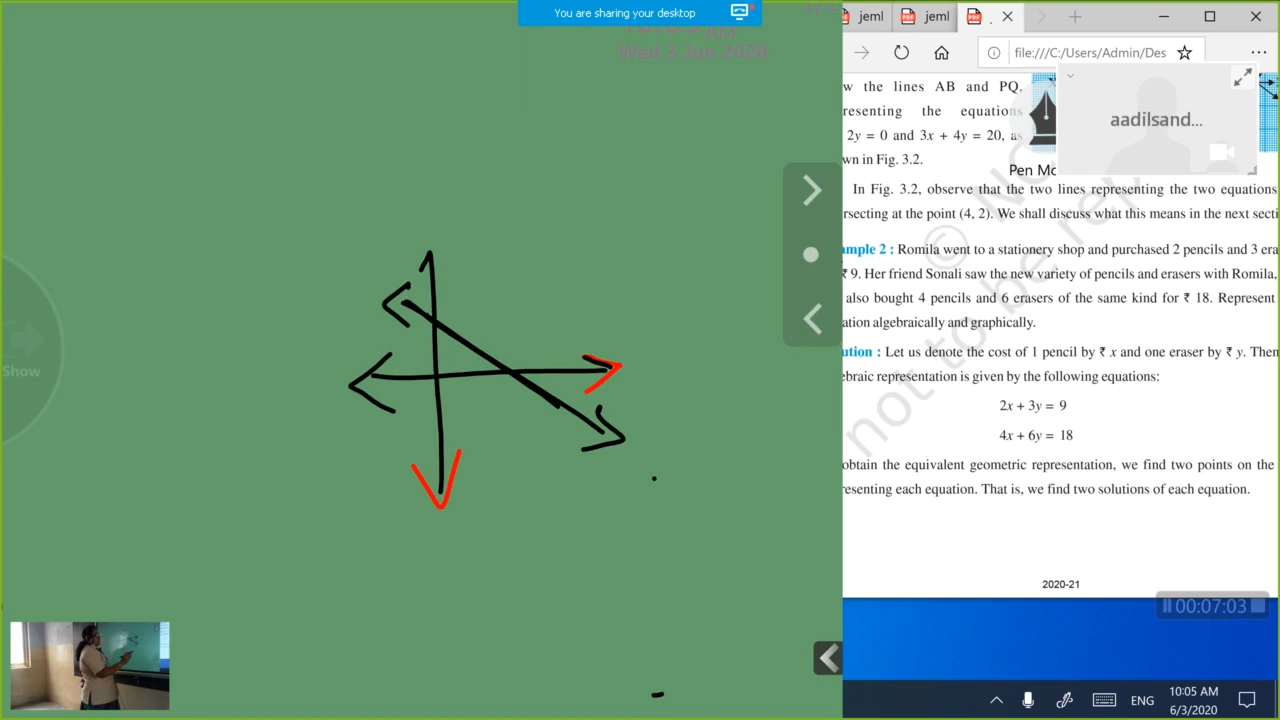 You are sharing your desktop
AM
Wed 3 Jun 2020
jeml
jeml
file:///C:/Users/Admin/Des
w the lines AB and PQ,
resenting the equations
2y = 0 and 3x + 4y = 20, as
wn in Fig. 3.2.
aadilsand...
Pen Mo
In Fig. 3.2, observe that the two lines representing the two equations
rsecting at the point (4, 2). We shall discuss what this means in the next secti
ample 2 : Romila went to a stationery shop and purchased 2 pencils and 3 era
₹ 9. Her friend Sonali saw the new variety of pencils and erasers with Romila,
also bought 4 pencils and 6 erasers of the same kind for ₹ 18. Represent
ation algebraically and graphically.
ution : Let us denote the cost of 1 pencil by ₹ x and one eraser by ₹ y. Then
ebraic representation is given by the following equations:
2x + 3y = 9
4x + 6y = 18
obtain the equivalent geometric representation, we find two points on the
resenting each equation. That is, we find two solutions of each equation.
2020-21
© NC
not to be rep
Show
00:07:03
ENG
10:05 AM
6/3/2020